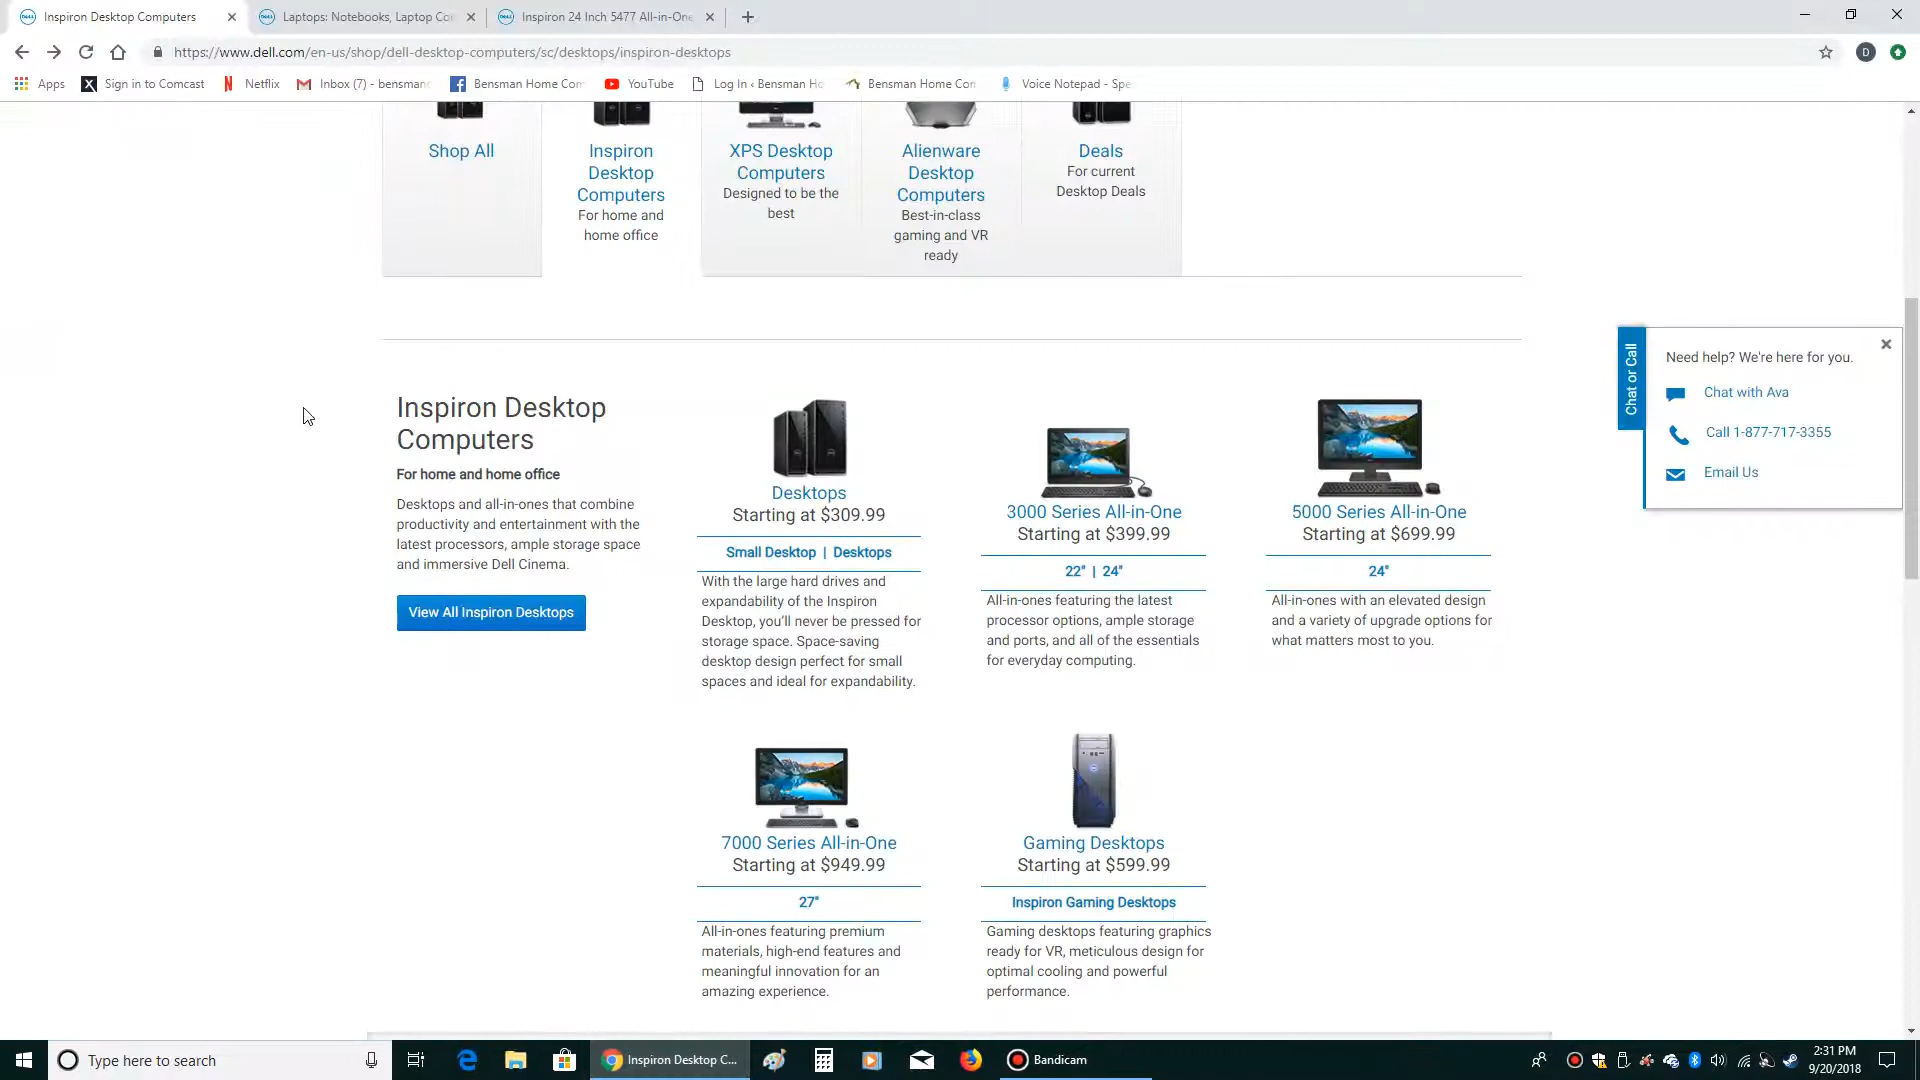 Inspiron Desktop Computers
Laptops: Notebooks, Laptop Co
Inspiron 24 Inch 5477 All-in-One
https://www.dell.com/en-us/shop/dell-desktop-computers/sc/desktops/inspiron-desktops
D
Apps
Sign in to Comcast
Netflix
Inbox (7) - bensman
Bensman Home Com
YouTube
Log In ‹ Bensman Ho
Bensman Home Con
Voice Notepad - Spe
Shop All
Inspiron
Desktop
Computers
For home and
home office
XPS Desktop
Computers
Designed to be the
best
Alienware
Desktop
Computers
Best-in-class
gaming and VR
ready
Deals
For current
Desktop Deals
Chat or Call
Need help? We're here for you.
Chat with Ava
Call 1-877-717-3355
Email Us
Inspiron Desktop
Computers
For home and home office
Desktops and all-in-ones that combine
productivity and entertainment with the
latest processors, ample storage space
and immersive Dell Cinema.
View All Inspiron Desktops
Desktops
Starting at $309.99
Small Desktop | Desktops
With the large hard drives and
expandability of the Inspiron
Desktop, you'll never be pressed for
storage space. Space-saving
desktop design perfect for small
spaces and ideal for expandability.
3000 Series All-in-One
Starting at $399.99
22" | 24"
All-in-ones featuring the latest
processor options, ample storage
and ports, and all of the essentials
for everyday computing.
5000 Series All-in-One
Starting at $699.99
24"
All-in-ones with an elevated design
and a variety of upgrade options for
what matters most to you.
7000 Series All-in-One
Starting at $949.99
27"
All-in-ones featuring premium
materials, high-end features and
meaningful innovation for an
amazing experience.
Gaming Desktops
Starting at $599.99
Inspiron Gaming Desktops
Gaming desktops featuring graphics
ready for VR, meticulous design for
optimal cooling and powerful
performance.
Type here to search
Inspiron Desktop C...
Bandicam
2:31 PM
9/20/2018